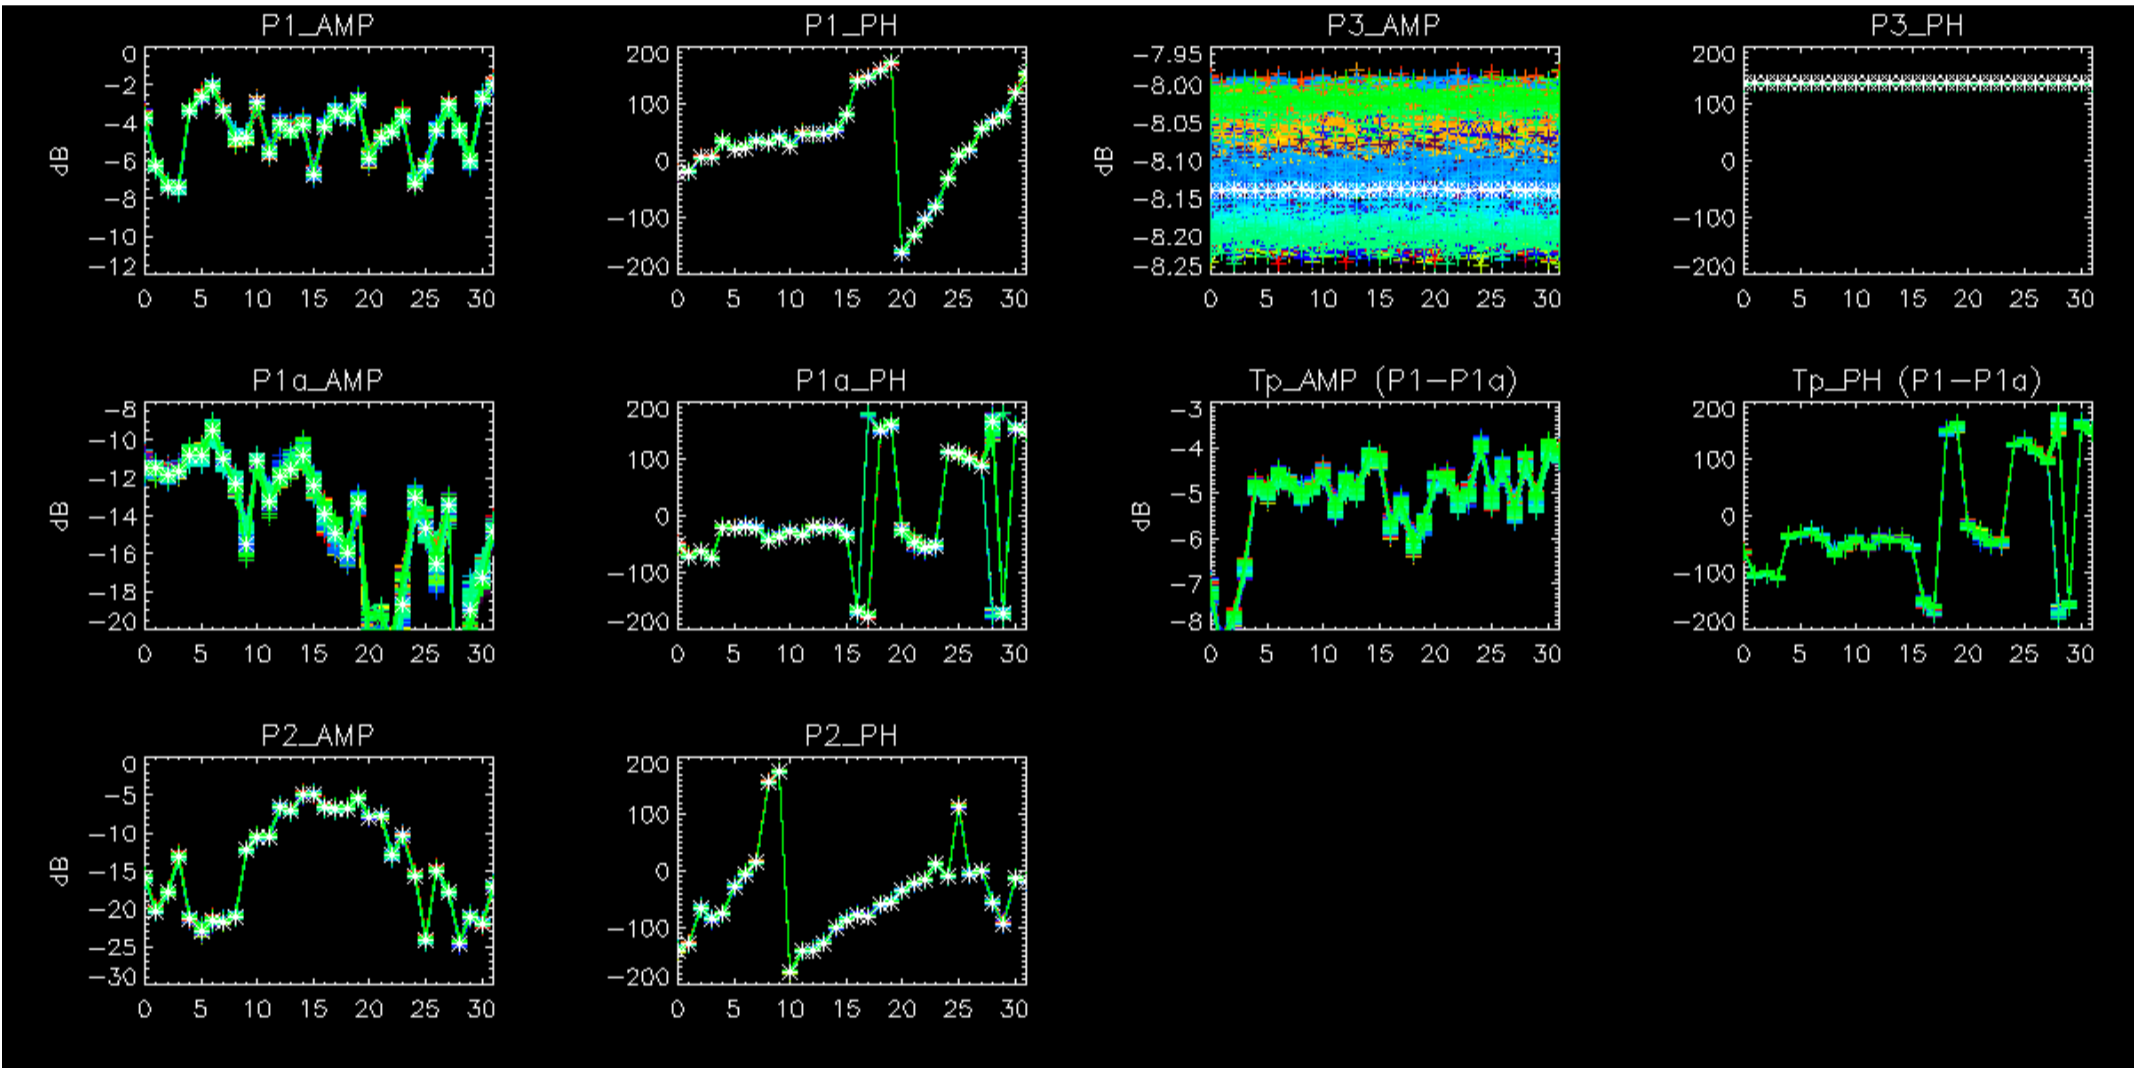 P1_AMP P1_PH P3_AMP P3_PH
0 200 -7.95 200
-2 100 -8.00 100
-4 0 -8.05 0
-6 -100 -8.10 -100
-8 -200 -8.15 -200
-10 -8.20
-12 -8.25
dB dB
0 5 10 15 20 25 30 0 5 10 15 20 25 30 0 5 10 15 20 25 30 0 5 10 15 20 25 30
P1a_AMP P1a_PH Tp_AMP (P1-P1a) Tp_PH (P1-P1a)
-8 200 -3 200
-10 100 -4 100
-12 0 -5 0
-14 -100 -6 -100
-16 -200 -7 -200
-18 -8
-20
dB dB
0 5 10 15 20 25 30 0 5 10 15 20 25 30 0 5 10 15 20 25 30 0 5 10 15 20 25 30
P2_AMP P2_PH
0 200
-5 100
-10 0
-15 -100
-20 -200
-25
-30
dB
0 5 10 15 20 25 30 0 5 10 15 20 25 30